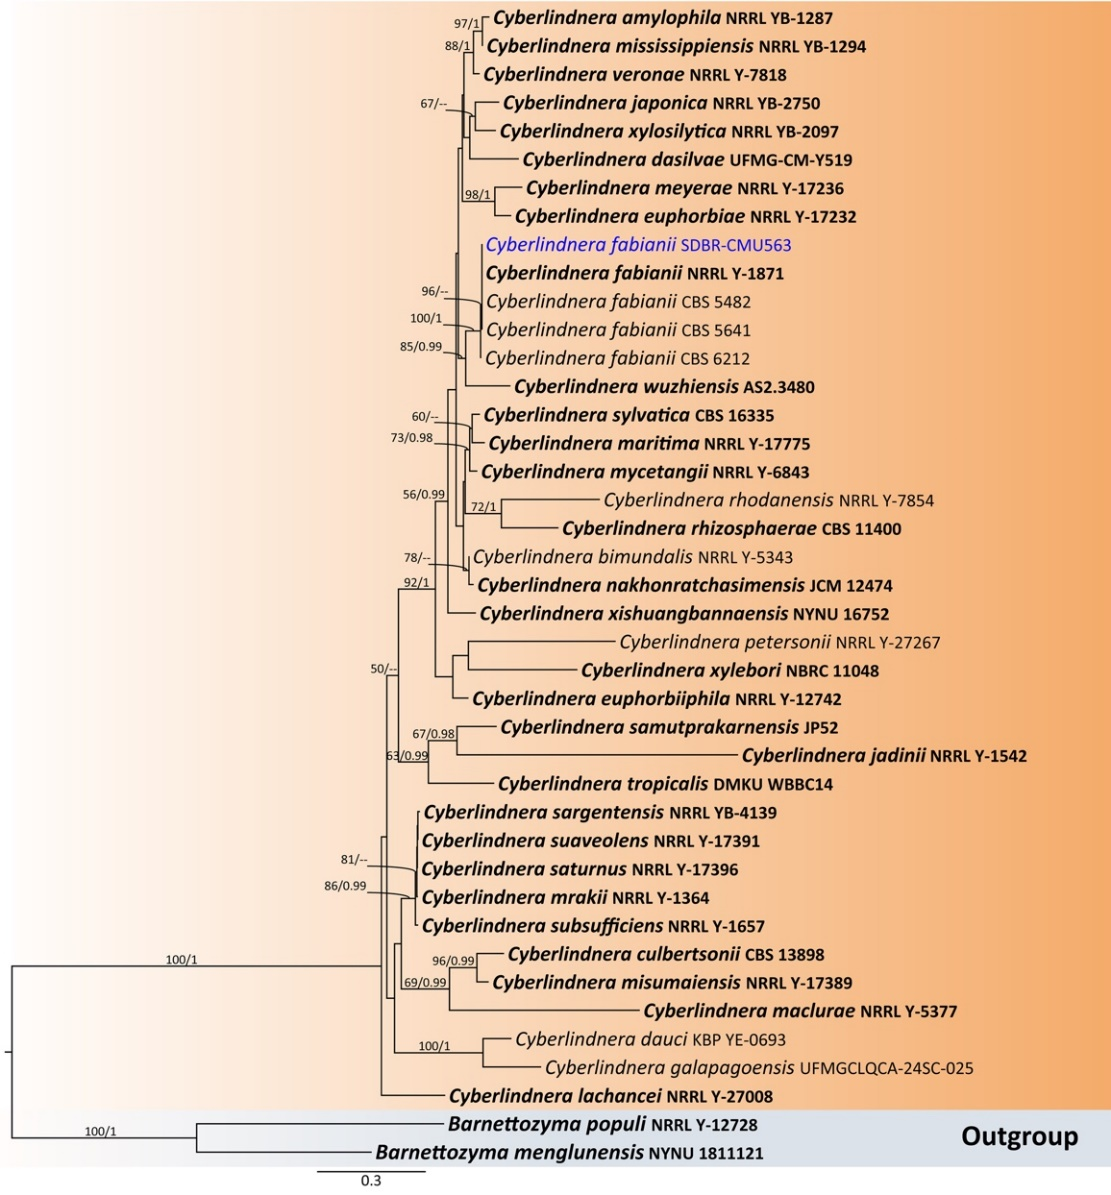 97/1
Cyberlindnera amylophila NRRL YB-1287
88/1
Cyberlindnera mississippiensis NRRL YB-1294
Cyberlindnera veronae NRRL Y-7818
67/--
Cyberlindnera japonica NRRL YB-2750
Cyberlindnera xylosilytica NRRL YB-2097
Cyberlindnera dasilvae UFMG-CM-Y519
98/1
Cyberlindnera meyerae NRRL Y-17236
Cyberlindnera euphorbiae NRRL Y-17232
Cyberlindnera fabianii SDBR-CMU563
Cyberlindnera fabianii NRRL Y-1871
96/--
Cyberlindnera fabianii CBS 5482
100/1
Cyberlindnera fabianii CBS 5641
85/0.99
Cyberlindnera fabianii CBS 6212
Cyberlindnera wuzhiensis AS2.3480
60/--
Cyberlindnera sylvatica CBS 16335
73/0.98
Cyberlindnera maritima NRRL Y-17775
Cyberlindnera mycetangii NRRL Y-6843
56/0.99
Cyberlindnera rhodanensis NRRL Y-7854
72/1
Cyberlindnera rhizosphaerae CBS 11400
78/--
Cyberlindnera bimundalis NRRL Y-5343
92/1
Cyberlindnera nakhonratchasimensis JCM 12474
Cyberlindnera xishuangbannaensis NYNU 16752
Cyberlindnera petersonii NRRL Y-27267
50/--
Cyberlindnera xylebori NBRC 11048
Cyberlindnera euphorbiiphila NRRL Y-12742
67/0.98
Cyberlindnera samutprakarnensis JP52
63/0.99
Cyberlindnera jadinii NRRL Y-1542
Cyberlindnera tropicalis DMKU WBBC14
Cyberlindnera sargentensis NRRL YB-4139
Cyberlindnera suaveolens NRRL Y-17391
81/--
Cyberlindnera saturnus NRRL Y-17396
86/0.99
Cyberlindnera mrakii NRRL Y-1364
Cyberlindnera subsufficiens NRRL Y-1657
96/0.99
Cyberlindnera culbertsonii CBS 13898
100/1
69/0.99
Cyberlindnera misumaiensis NRRL Y-17389
Cyberlindnera maclurae NRRL Y-5377
100/1
Cyberlindnera dauci KBP YE-0693
Cyberlindnera galapagoensis UFMGCLQCA-24SC-025
Cyberlindnera lachancei NRRL Y-27008
Barnettozyma populi NRRL Y-12728
100/1
Outgroup
Barnettozyma menglunensis NYNU 1811121
0.3